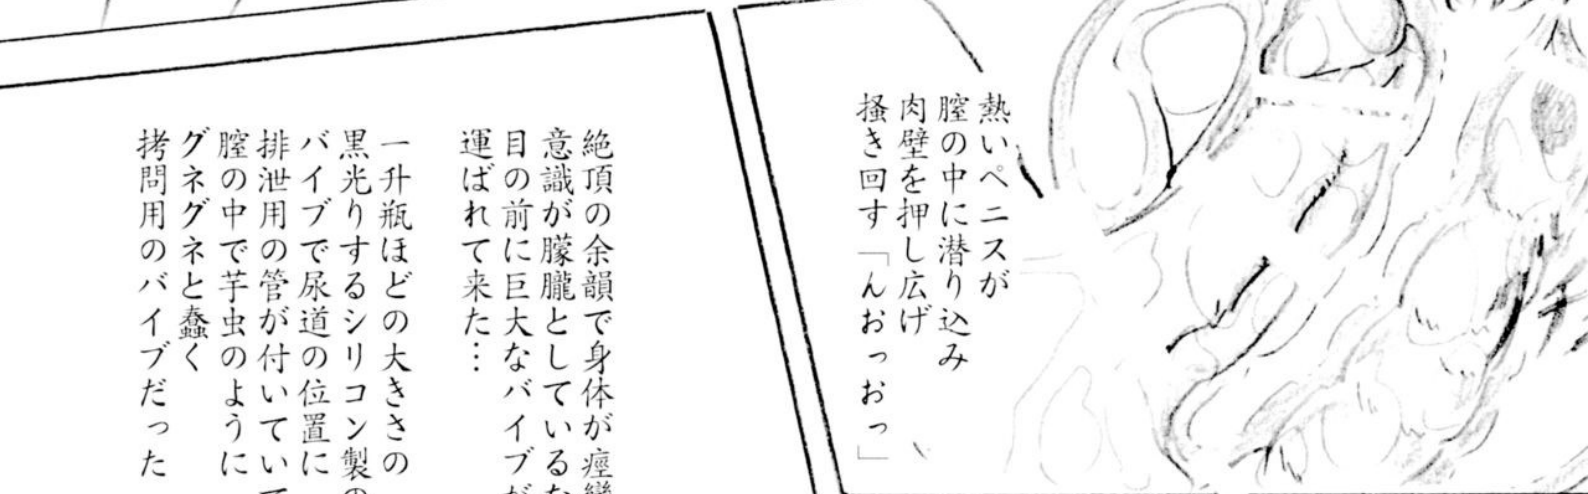 熱いペニスが
膣の中に潜り込み
肉壁を押し広げ
掻き回す「んおっおっ」
絶頂の余韻で身体が痙攣
意識が朦朧としているな
目の前に巨大なバイブが
運ばれて来た…
一升瓶ほどの大きさの
黒光りするシリコン製の
バイブで尿道の位置に
排泄用の管が付いていて
膣の中で芋虫のように
グネグネと蠢く
拷問用のバイブだった